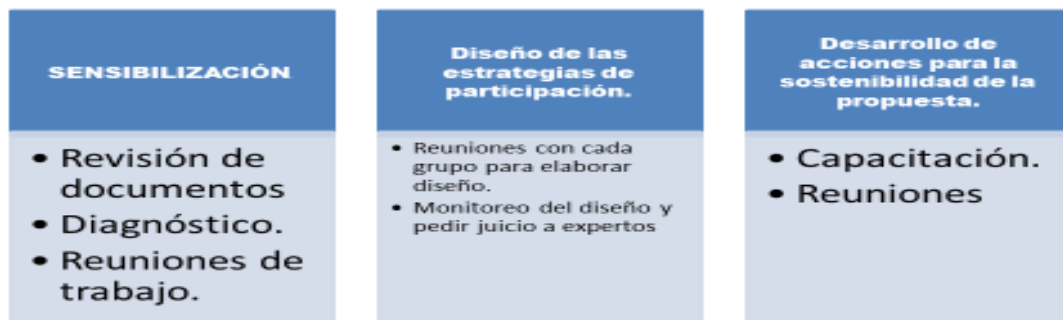 SENSIBILIZACIÓN
• Revisión de
documentos
• Diagnóstico.
• Reuniones de
trabajo.
Diseño de las
estrategias de
participación.
• Reuniones con cada
grupo para elaborar
diseño.
• Monitoreo del diseño y
pedir juicio a expertos
Desarrollo de
acciones para la
sostenibilidad de la
propuesta.
• Capacitación.
• Reuniones